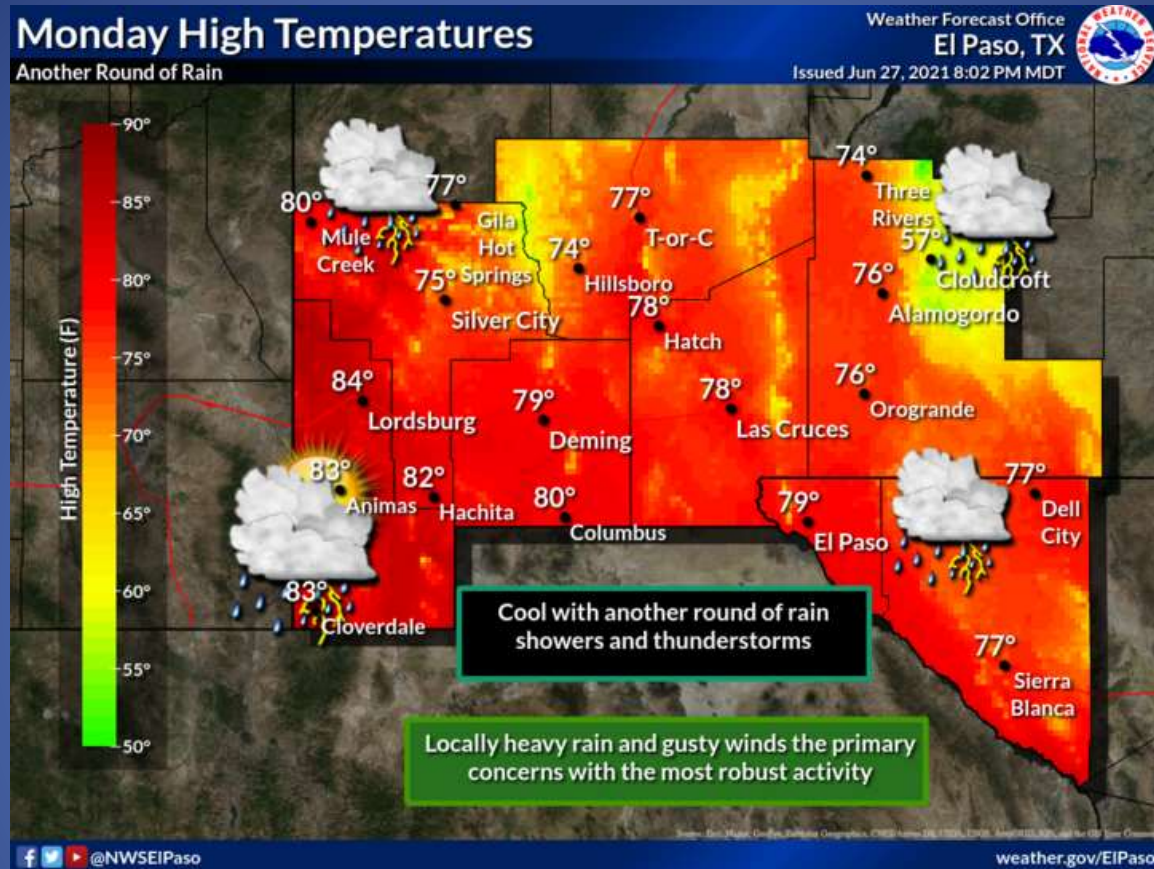 Monday High Temperatures
Another Round of Rain
Weather Forecast Office
El Paso, TX
Issued Jun 27, 2021 8:02 PM MDT
NATIONAL WEATHER SERVICE
High Temperature (F)
90°
85°
80°
75°
70°
65°
60°
55°
50°
80°
Mule
Creek
77°
Gila
Hot
Springs
75°
Silver City
74°
Hillsboro
77°
T-or-C
74°
Three
Rivers
57°
Cloudcroft
76°
Alamogordo
78°
Hatch
84°
Lordsburg
79°
Deming
78°
Las Cruces
76°
Orogrande
83°
Animas
82°
Hachita
80°
Columbus
79°
El Paso
77°
Dell
City
83°
Cloverdale
77°
Sierra
Blanca
Cool with another round of rain
showers and thunderstorms
Locally heavy rain and gusty winds the primary
concerns with the most robust activity
@NWSElPaso
weather.gov/ElPaso